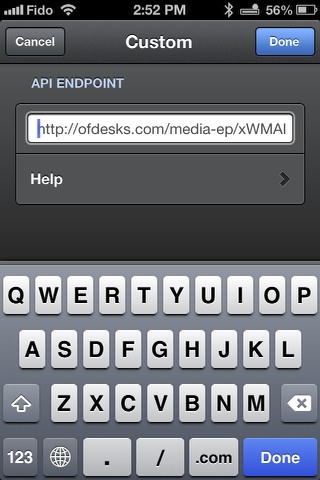 Fido 2:52 PM 56%
Cancel Custom Done
API ENDPOINT
http://ofdesks.com/media-ep/xWMAl
Help
Q W E R T Y U I O P
A S D F G H J K L
Z X C V B N M
123 . / .com Done